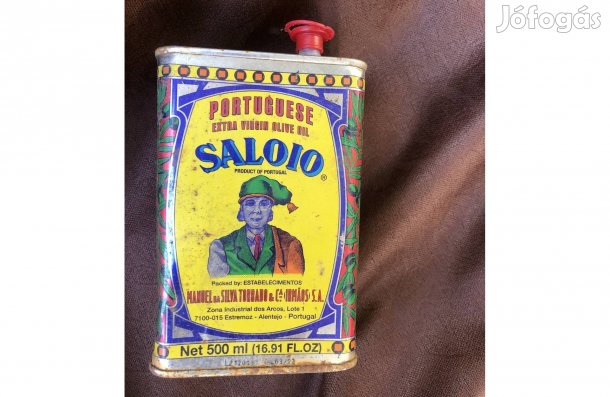 Jófogás
PORTUGUESE
EXTRA VIRGIN OLIVE OIL
SALOIO
®
PRODUCT OF PORTUGAL
Packed by: ESTABELECIMENTOS
MANUEL DA SILVA TORRADO & Cª (IRMÃOS) S.A.
Zona Industrial dos Arcos, Lote 1
7100-015 Estremoz - Alentejo - Portugal
Net 500 ml (16.91 FL.OZ)